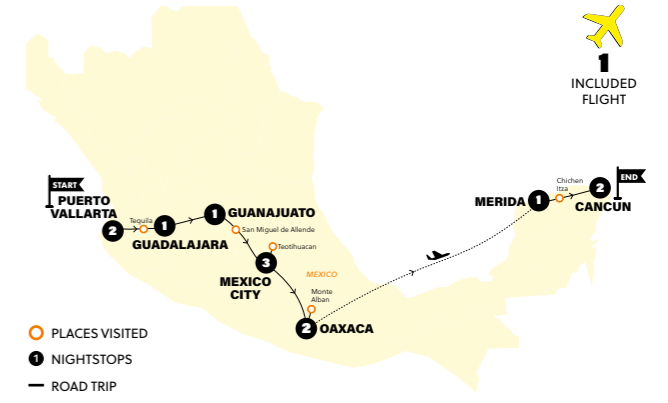 1
INCLUDED
FLIGHT
START
PUERTO
VALLARTA
2
Tequila
1
GUADALAJARA
1
GUANAJUATO
San Miguel de Allende
Teotihuacan
3
MEXICO
CITY
MEXICO
Monte
Alban
2
OAXACA
MERIDA
1
Chichen
Itza
2
END
CANCUN
PLACES VISITED
1
NIGHTSTOPS
ROAD TRIP